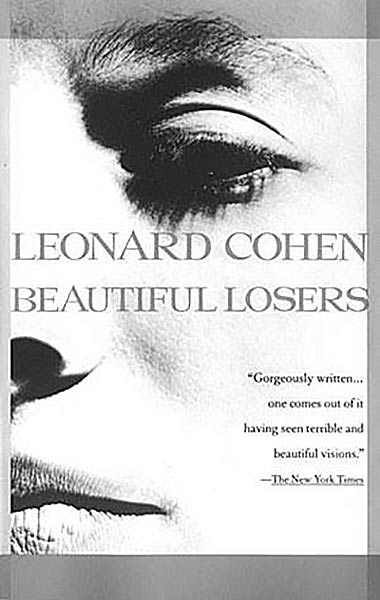 LEONARD COHEN
BEAUTIFUL LOSERS
"Gorgeously written...
one comes out of it
having seen terrible and
beautiful visions."
—The New York Times